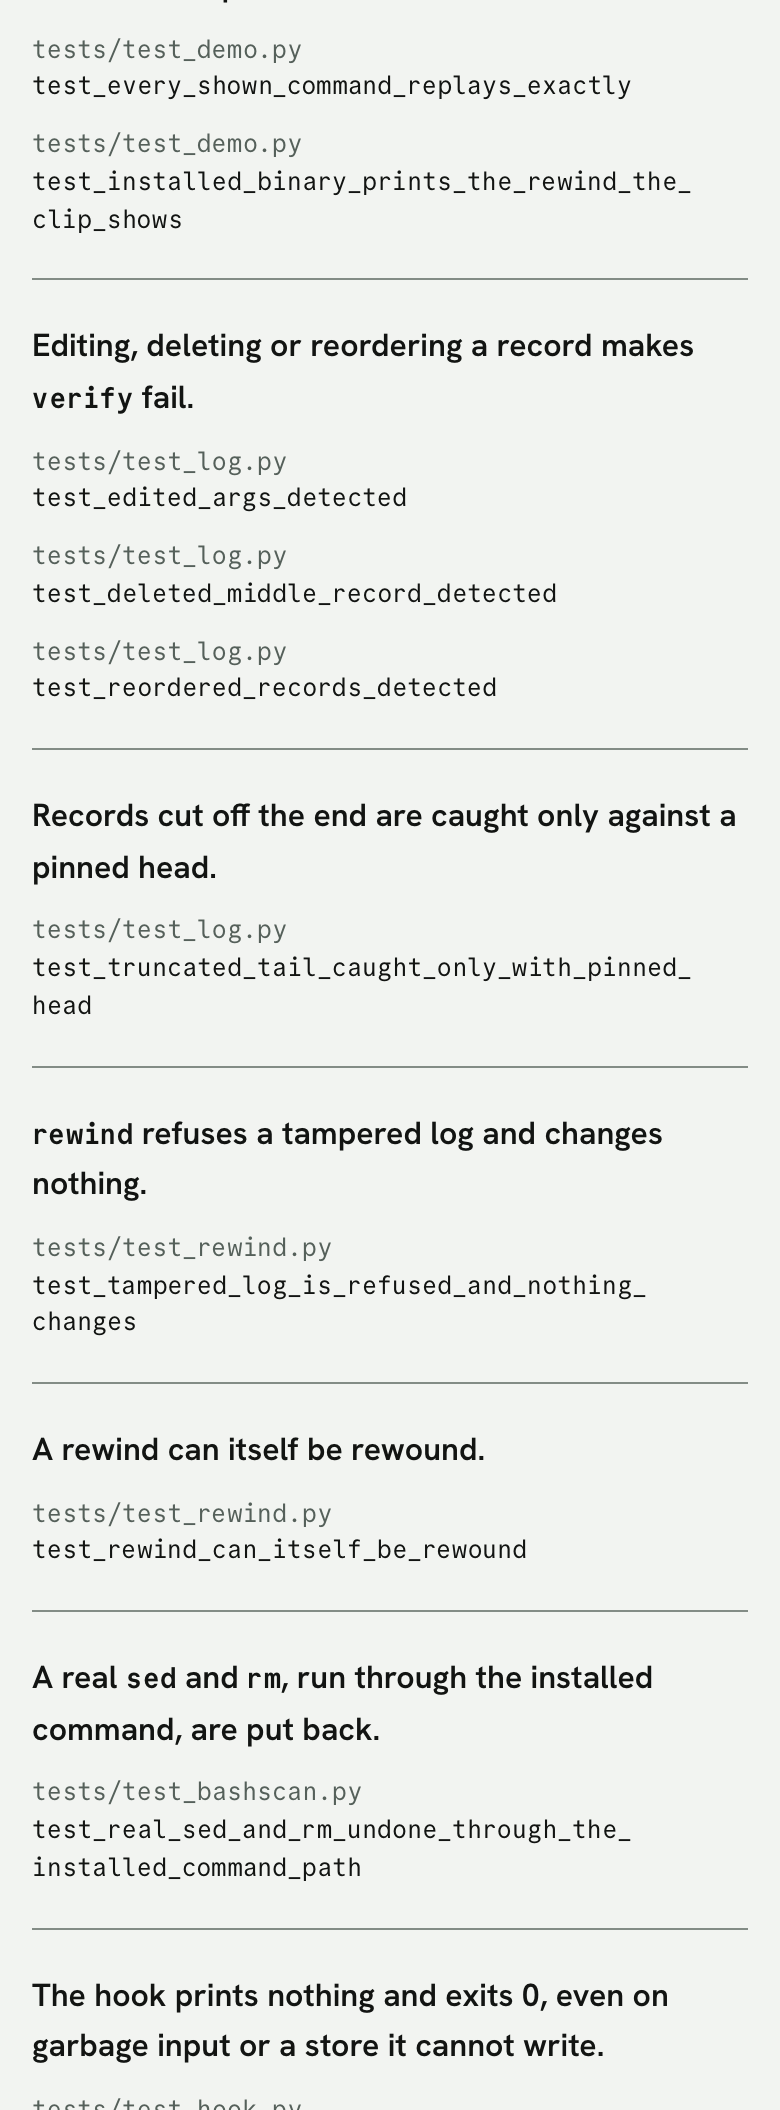 tests/test_demo.py
test_every_shown_command_replays_exactly
tests/test_demo.py
test_installed_binary_prints_the_rewind_the_
clip_shows
Editing, deleting or reordering a record makes
verify fail.
tests/test_log.py
test_edited_args_detected
tests/test_log.py
test_deleted_middle_record_detected
tests/test_log.py
test_reordered_records_detected
Records cut off the end are caught only against a
pinned head.
tests/test_log.py
test_truncated_tail_caught_only_with_pinned_
head
rewind refuses a tampered log and changes
nothing.
tests/test_rewind.py
test_tampered_log_is_refused_and_nothing_
changes
A rewind can itself be rewound.
tests/test_rewind.py
test_rewind_can_itself_be_rewound
A real sed and rm, run through the installed
command, are put back.
tests/test_bashscan.py
test_real_sed_and_rm_undone_through_the_
installed_command_path
The hook prints nothing and exits 0, even on
garbage input or a store it cannot write.
tests/test_hook.py